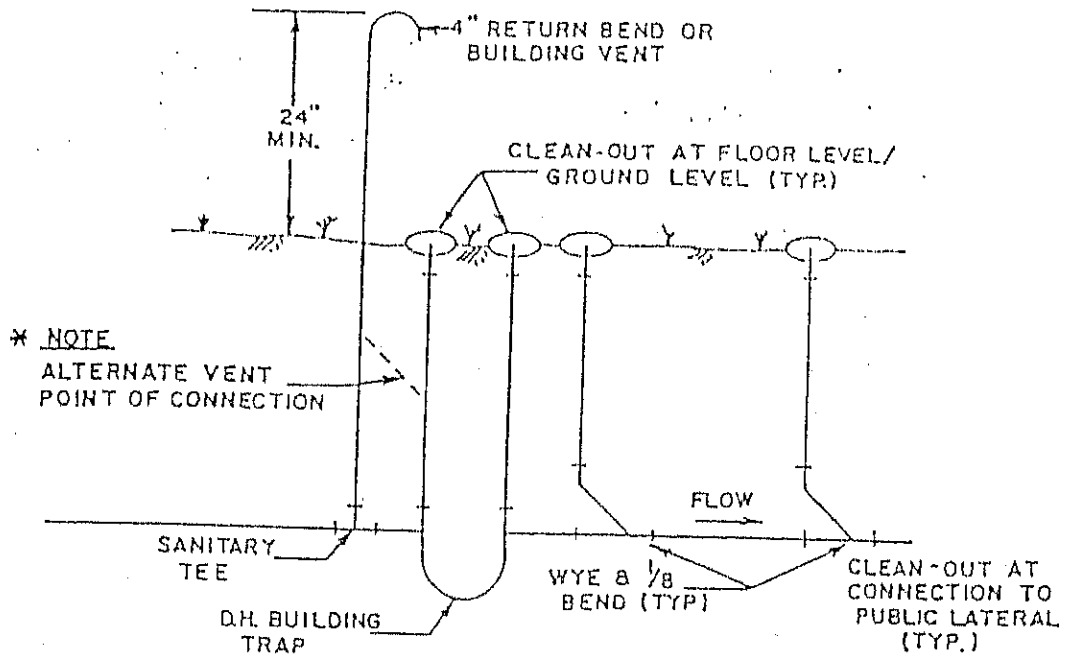 4" RETURN BEND OR
BUILDING VENT
24"
MIN.
CLEAN-OUT AT FLOOR LEVEL/
GROUND LEVEL (TYP.)
* NOTE
ALTERNATE VENT
POINT OF CONNECTION
FLOW
SANITARY
TEE
WYE & 1/8
BEND (TYP)
CLEAN-OUT AT
CONNECTION TO
PUBLIC LATERAL
(TYP.)
D.H. BUILDING
TRAP